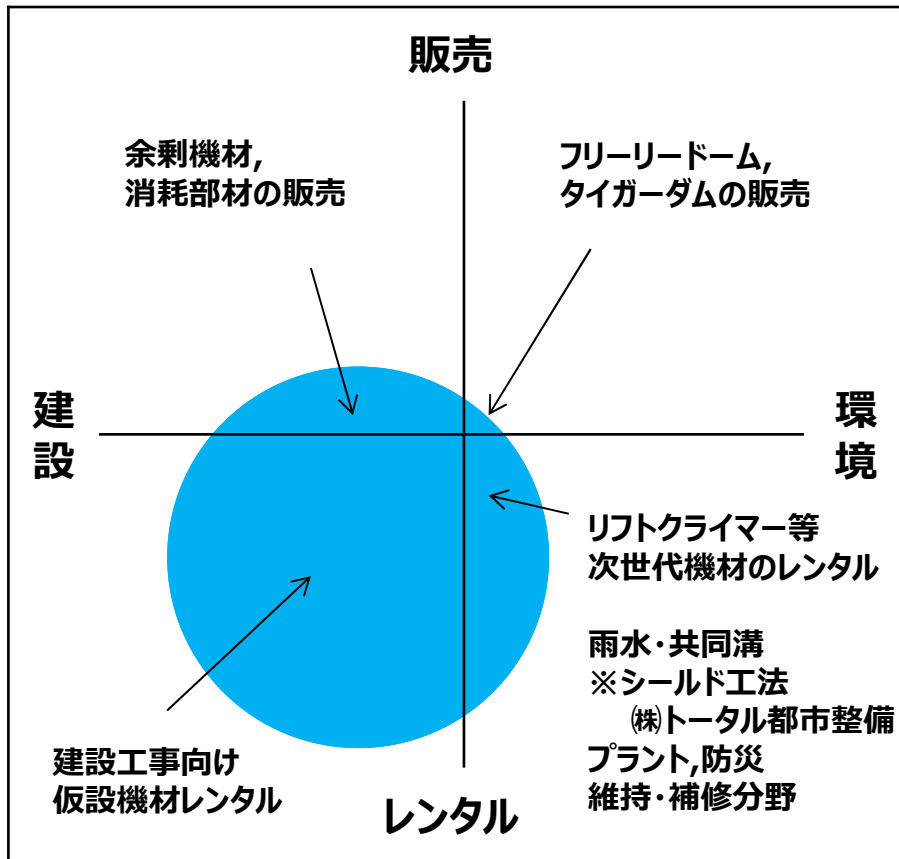 販売
余剰機材,
消耗部材の販売
フリーリードーム,
タイガーダムの販売
建
設
環
境
リフトクライマー等
次世代機材のレンタル
雨水・共同溝
※シールド工法
㈱トータル都市整備
プラント,防災
維持・補修分野
建設工事向け
仮設機材レンタル
レンタル